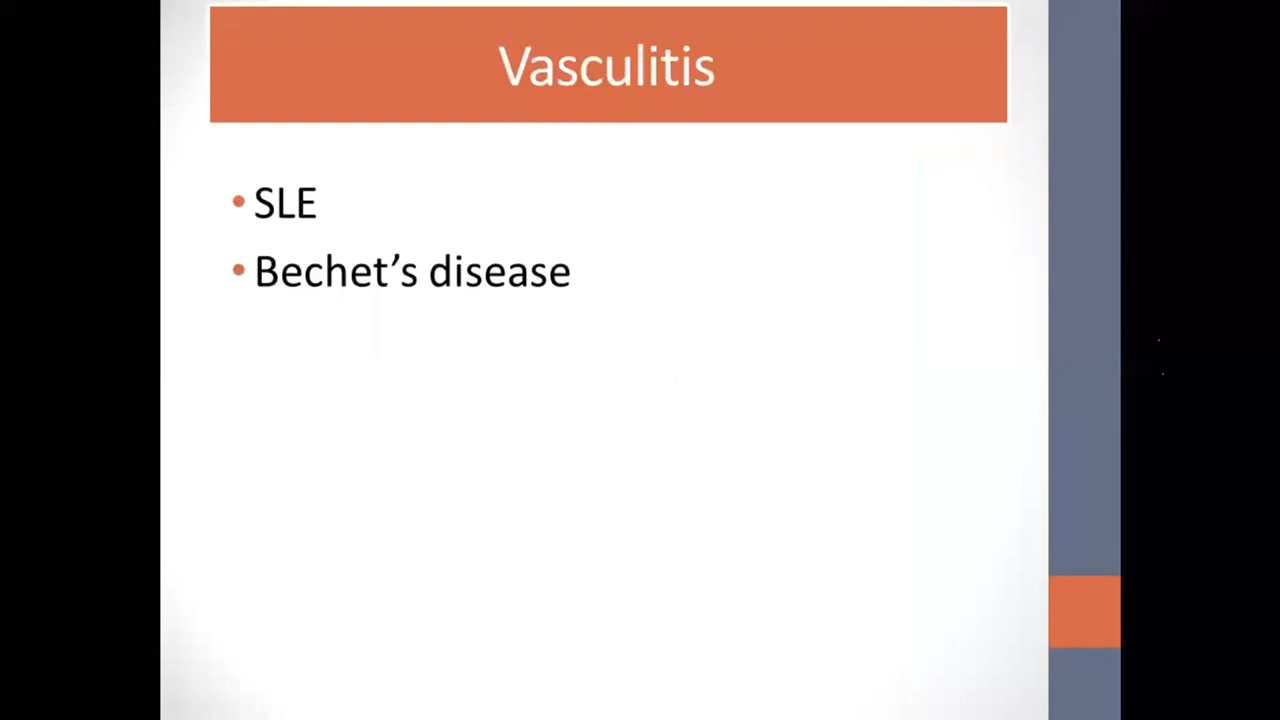 Vasculitis
• SLE
• Bechet’s disease